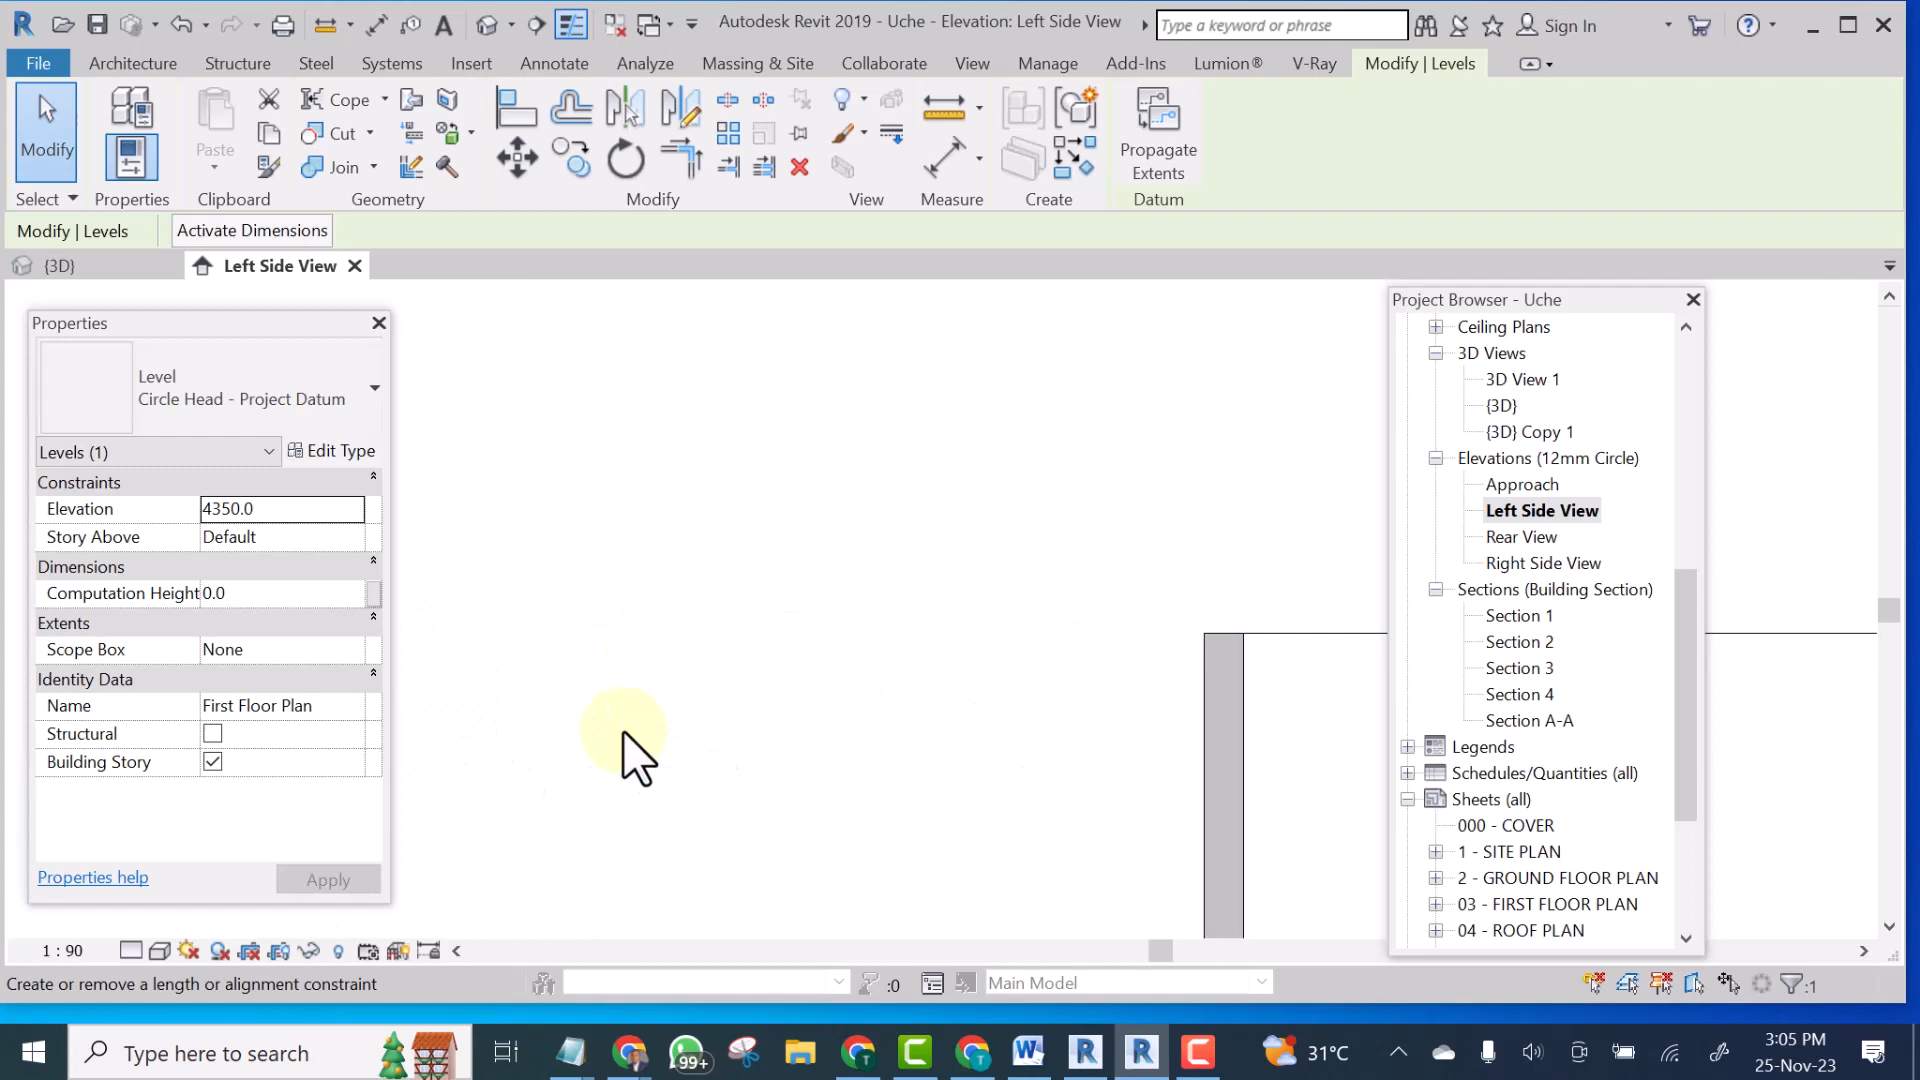 Autodesk Revit 2019 - Uche - Elevation: Left Side View
Type a keyword or phrase
Sign In
File
Architecture
Structure
Steel
Systems
Insert
Annotate
Analyze
Massing & Site
Collaborate
View
Manage
Add-Ins
Lumion®
V-Ray
Modify | Levels
Modify
Paste
Cope
Cut
Join
Propagate
Extents
Select
Properties
Clipboard
Geometry
Modify
View
Measure
Create
Datum
Modify | Levels
Activate Dimensions
{3D}
Left Side View
Properties
Level
Circle Head - Project Datum
Levels (1)
Edit Type
Constraints
Elevation 4350.0
Story Above Default
Dimensions
Computation Height 0.0
Extents
Scope Box None
Identity Data
Name First Floor Plan
Structural
Building Story
Properties help
Apply
Project Browser - Uche
Ceiling Plans
3D Views
3D View 1
{3D}
{3D} Copy 1
Elevations (12mm Circle)
Approach
Left Side View
Rear View
Right Side View
Sections (Building Section)
Section 1
Section 2
Section 3
Section 4
Section A-A
Legends
Schedules/Quantities (all)
Sheets (all)
000 - COVER
1 - SITE PLAN
2 - GROUND FLOOR PLAN
03 - FIRST FLOOR PLAN
04 - ROOF PLAN
1 : 90
Create or remove a length or alignment constraint
:0
Main Model
:1
Type here to search
99+
31°C
3:05 PM
25-Nov-23